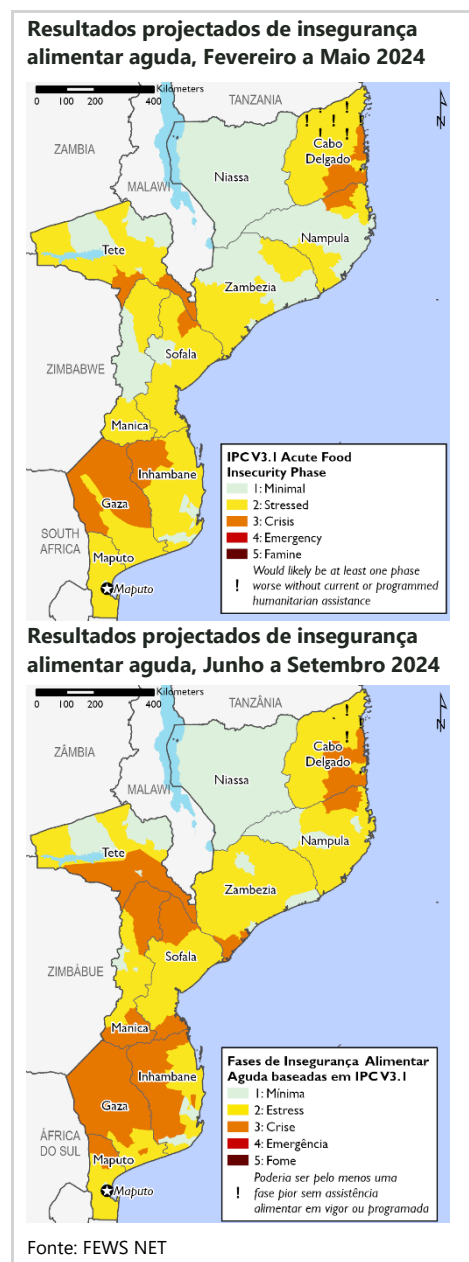 Resultados projectados de insegurança
alimentar aguda, Fevereiro a Maio 2024
0 100 200 400
Kilometers
TANZANIA
ZAMBIA
MALAWI
Cabo
Delgado
Niassa
Nampula
Tete
Zambezia
Sofala
ZIMBABWE
Manica
Inhambane
Gaza
SOUTH
AFRICA
Maputo
Maputo
IPC V3.1 Acute Food
Insecurity Phase
1: Minimal
2: Stressed
3: Crisis
4: Emergency
5: Famine
! Would likely be at least one phase
worse without current or programmed
humanitarian assistance
Resultados projectados de insegurança
alimentar aguda, Junho a Setembro 2024
0 100 200 400
Kilometers
TANZÂNIA
ZÂMBIA
MALAWI
Cabo
Delgado
Niassa
Nampula
Tete
Zambezia
Sofala
ZIMBÁBUE
Manica
Inhambane
Gaza
ÁFRICA
DO SUL
Maputo
Maputo
Fases de Insegurança Alimentar
Aguda baseadas em IPC V3.1
1: Mínima
2: Estress
3: Crise
4: Emergência
5: Fome
! Poderia ser pelo menos uma
fase pior sem assistência
alimentar em vigor ou programada
Fonte: FEWS NET